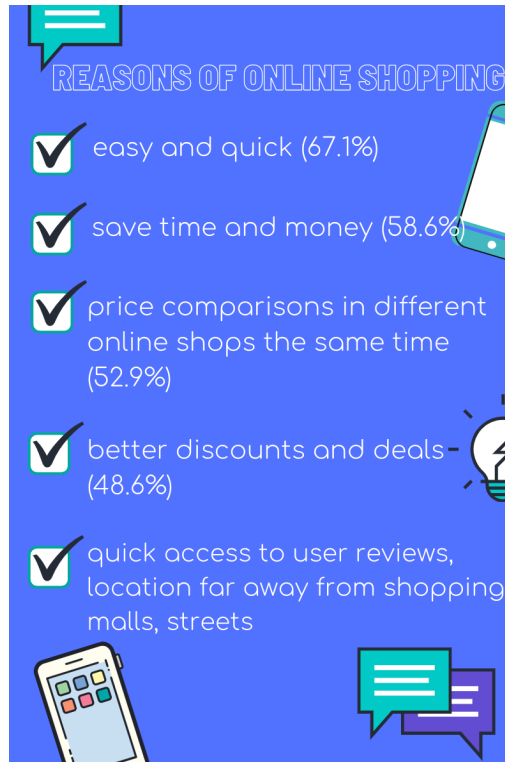 REASONS OF ONLINE SHOPPING
easy and quick (67.1%)
save time and money (58.6%)
price comparisons in different
online shops the same time
(52.9%)
better discounts and deals
(48.6%)
quick access to user reviews,
location far away from shopping
malls, streets